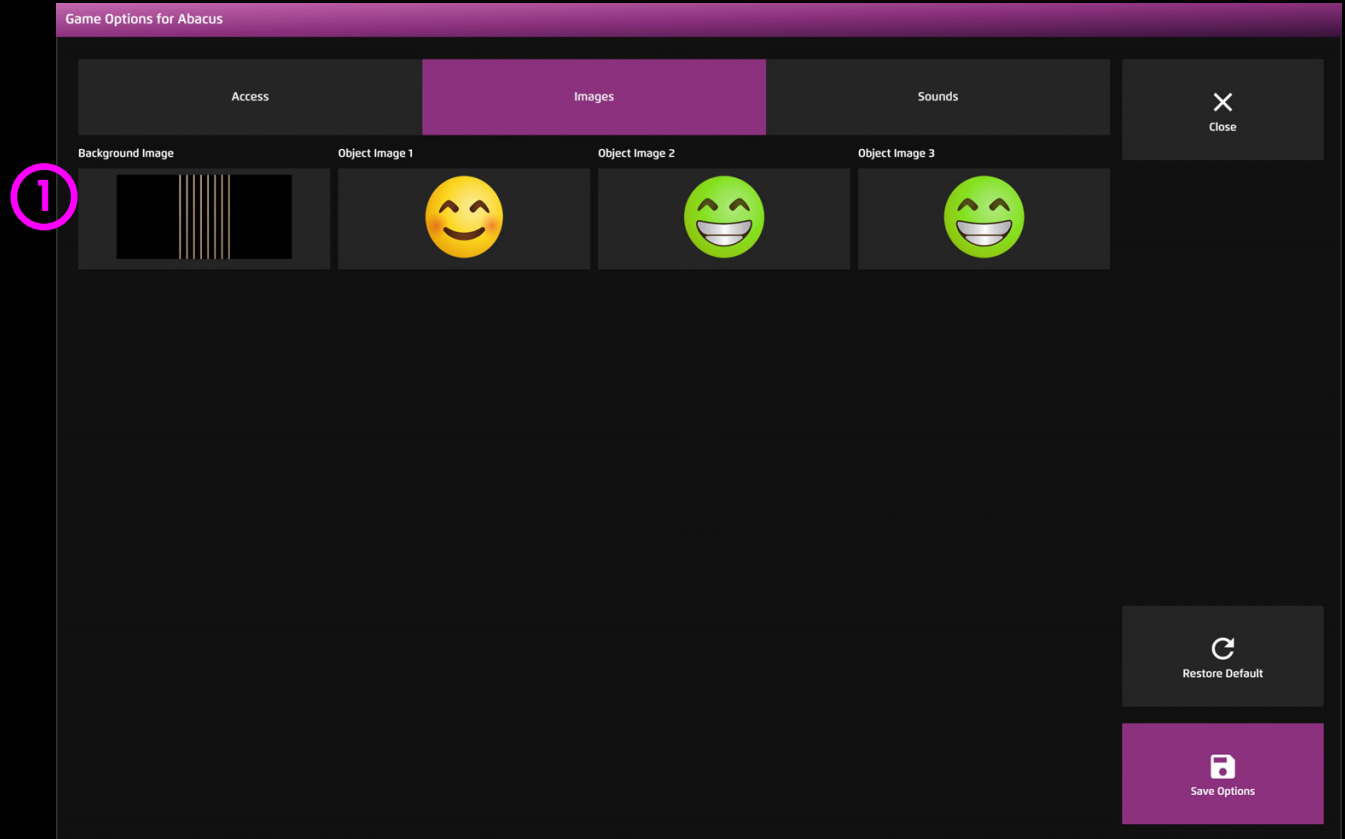 Game Options for Abacus
Access
Images
Sounds
Close
Background Image
Object Image 1
Object Image 2
Object Image 3
1
Restore Default
Save Options